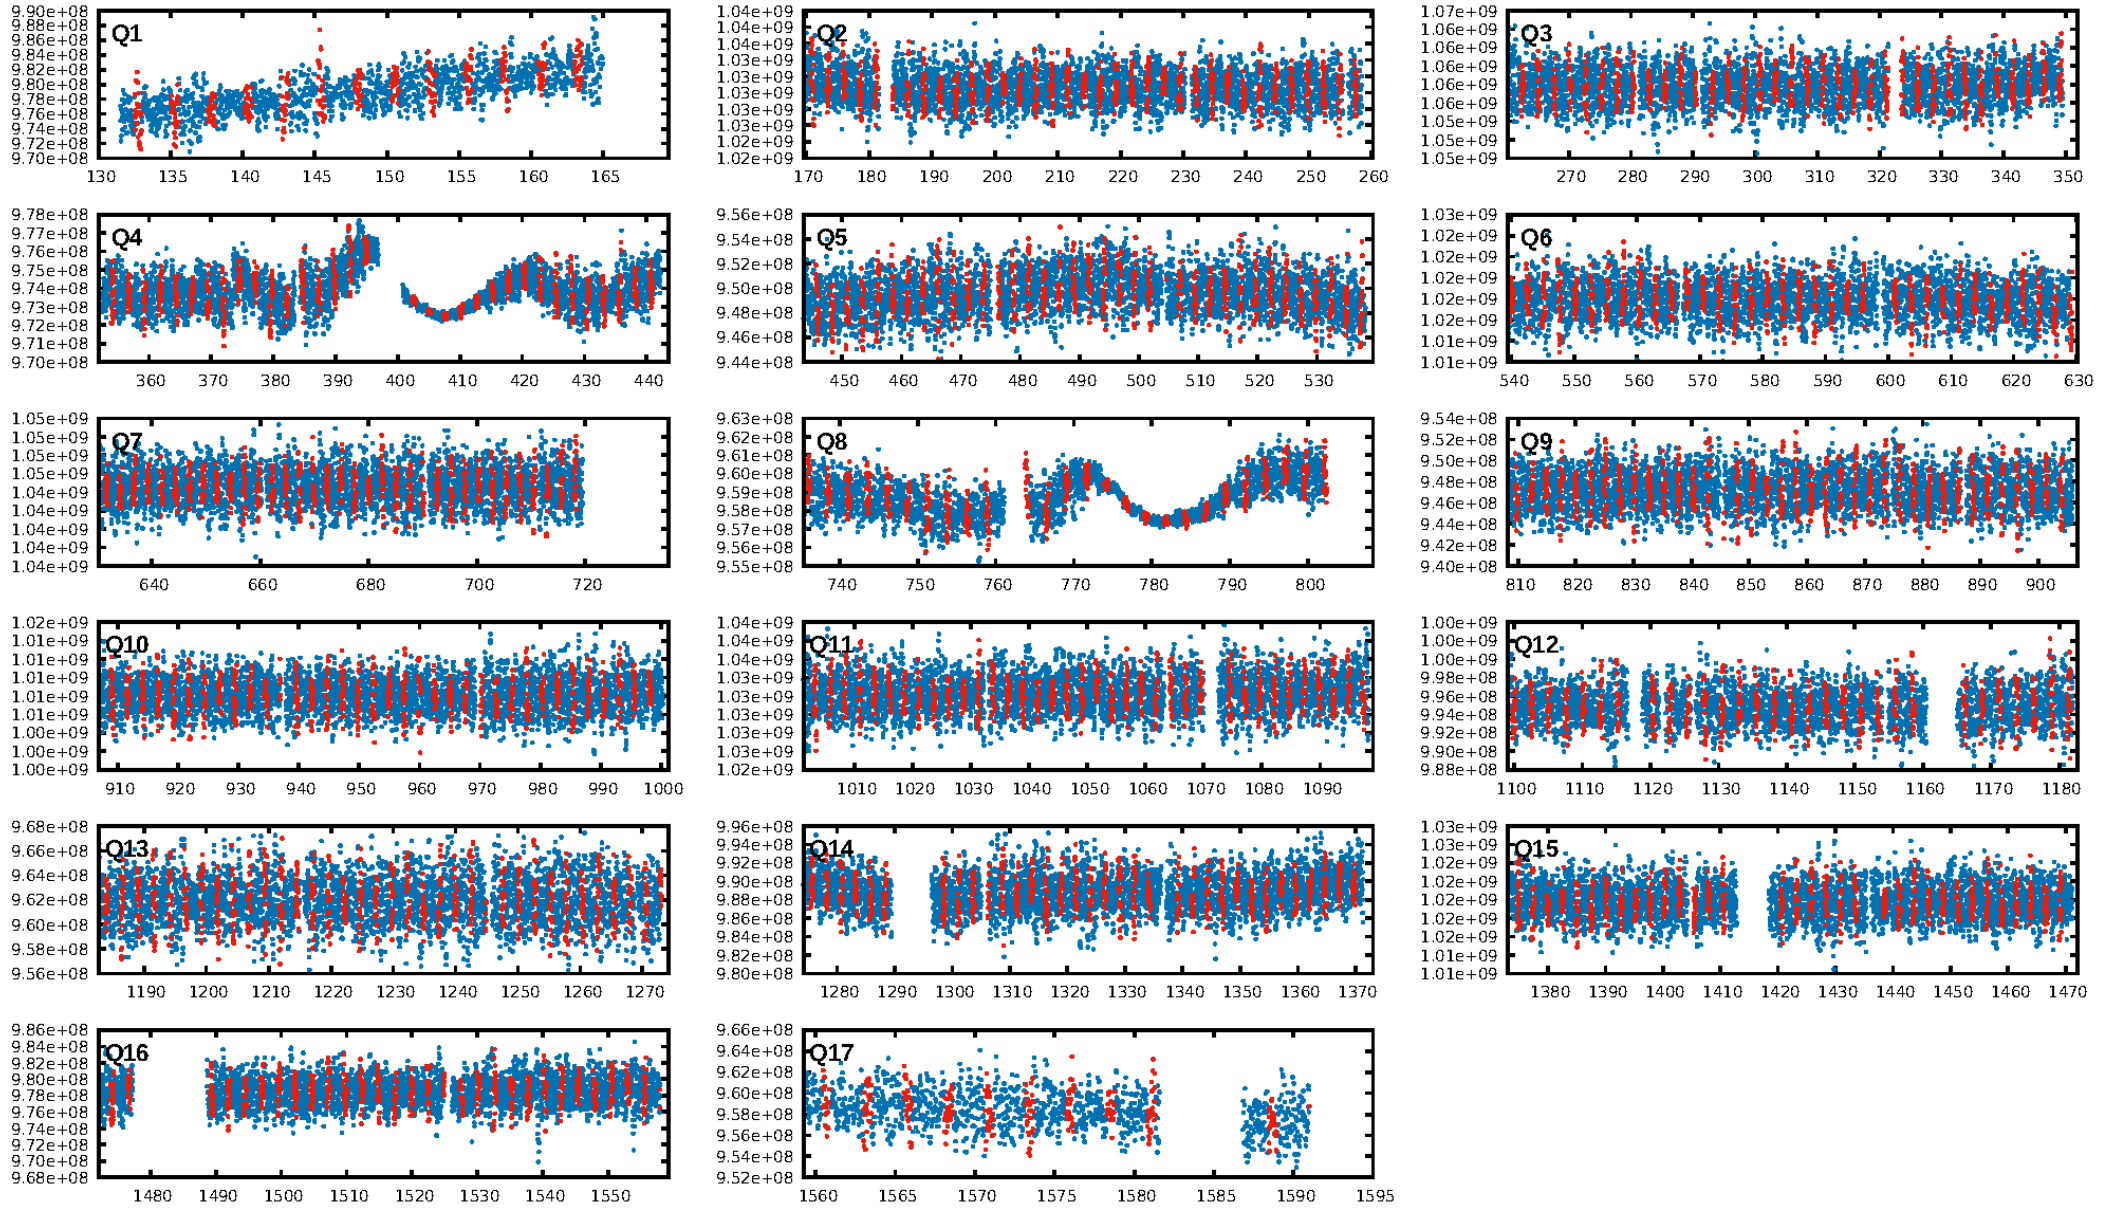 9.90e+08
9.88e+08
9.86e+08
9.84e+08
9.82e+08
9.80e+08
9.78e+08
9.76e+08
9.74e+08
9.72e+08
9.70e+08
Q1
130 135 140 145 150 155 160 165
1.04e+09
1.04e+09
1.04e+09
1.03e+09
1.03e+09
1.03e+09
1.03e+09
1.03e+09
1.02e+09
1.02e+09
Q2
170 180 190 200 210 220 230 240 250 260
1.07e+09
1.06e+09
1.06e+09
1.06e+09
1.06e+09
1.06e+09
1.05e+09
1.05e+09
1.05e+09
Q3
270 280 290 300 310 320 330 340 350
9.78e+08
9.77e+08
9.76e+08
9.75e+08
9.74e+08
9.73e+08
9.72e+08
9.71e+08
9.70e+08
Q4
360 370 380 390 400 410 420 430 440
9.56e+08
9.54e+08
9.52e+08
9.50e+08
9.48e+08
9.46e+08
9.44e+08
Q5
450 460 470 480 490 500 510 520 530
1.03e+09
1.02e+09
1.02e+09
1.02e+09
1.02e+09
1.02e+09
1.01e+09
1.01e+09
Q6
540 550 560 570 580 590 600 610 620 630
1.05e+09
1.05e+09
1.05e+09
1.05e+09
1.04e+09
1.04e+09
1.04e+09
1.04e+09
1.04e+09
Q7
640 660 680 700 720
9.63e+08
9.62e+08
9.61e+08
9.60e+08
9.59e+08
9.58e+08
9.57e+08
9.56e+08
9.55e+08
Q8
740 750 760 770 780 790 800
9.54e+08
9.52e+08
9.50e+08
9.48e+08
9.46e+08
9.44e+08
9.42e+08
9.40e+08
Q9
810 820 830 840 850 860 870 880 890 900
1.02e+09
1.01e+09
1.01e+09
1.01e+09
1.01e+09
1.01e+09
1.00e+09
1.00e+09
1.00e+09
Q10
910 920 930 940 950 960 970 980 990 1000
1.04e+09
1.04e+09
1.04e+09
1.03e+09
1.03e+09
1.03e+09
1.03e+09
1.03e+09
1.02e+09
Q11
1010 1020 1030 1040 1050 1060 1070 1080 1090
1.00e+09
1.00e+09
1.00e+09
9.98e+08
9.96e+08
9.94e+08
9.92e+08
9.90e+08
9.88e+08
Q12
1100 1110 1120 1130 1140 1150 1160 1170 1180
9.68e+08
9.66e+08
9.64e+08
9.62e+08
9.60e+08
9.58e+08
9.56e+08
Q13
1190 1200 1210 1220 1230 1240 1250 1260 1270
9.96e+08
9.94e+08
9.92e+08
9.90e+08
9.88e+08
9.86e+08
9.84e+08
9.82e+08
9.80e+08
Q14
1280 1290 1300 1310 1320 1330 1340 1350 1360 1370
1.03e+09
1.03e+09
1.02e+09
1.02e+09
1.02e+09
1.02e+09
1.02e+09
1.01e+09
1.01e+09
Q15
1380 1390 1400 1410 1420 1430 1440 1450 1460 1470
9.86e+08
9.84e+08
9.82e+08
9.80e+08
9.78e+08
9.76e+08
9.74e+08
9.72e+08
9.70e+08
9.68e+08
Q16
1480 1490 1500 1510 1520 1530 1540 1550
9.66e+08
9.64e+08
9.62e+08
9.60e+08
9.58e+08
9.56e+08
9.54e+08
9.52e+08
Q17
1560 1565 1570 1575 1580 1585 1590 1595